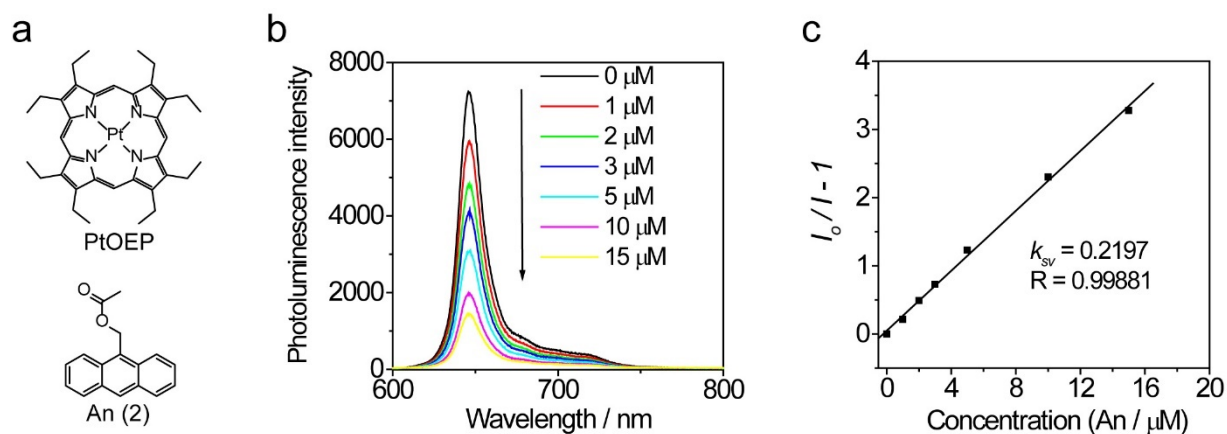 a
N
N
Pt
N
N
PtOEP
O
O
An (2)
b
Photoluminescence intensity
8000
6000
4000
2000
0
0 μM
1 μM
2 μM
3 μM
5 μM
10 μM
15 μM
600
700
800
Wavelength / nm
c
I₀ / I - 1
4
3
2
1
0
k_sv = 0.2197
R = 0.99881
0
4
8
12
16
20
Concentration (An / μM)